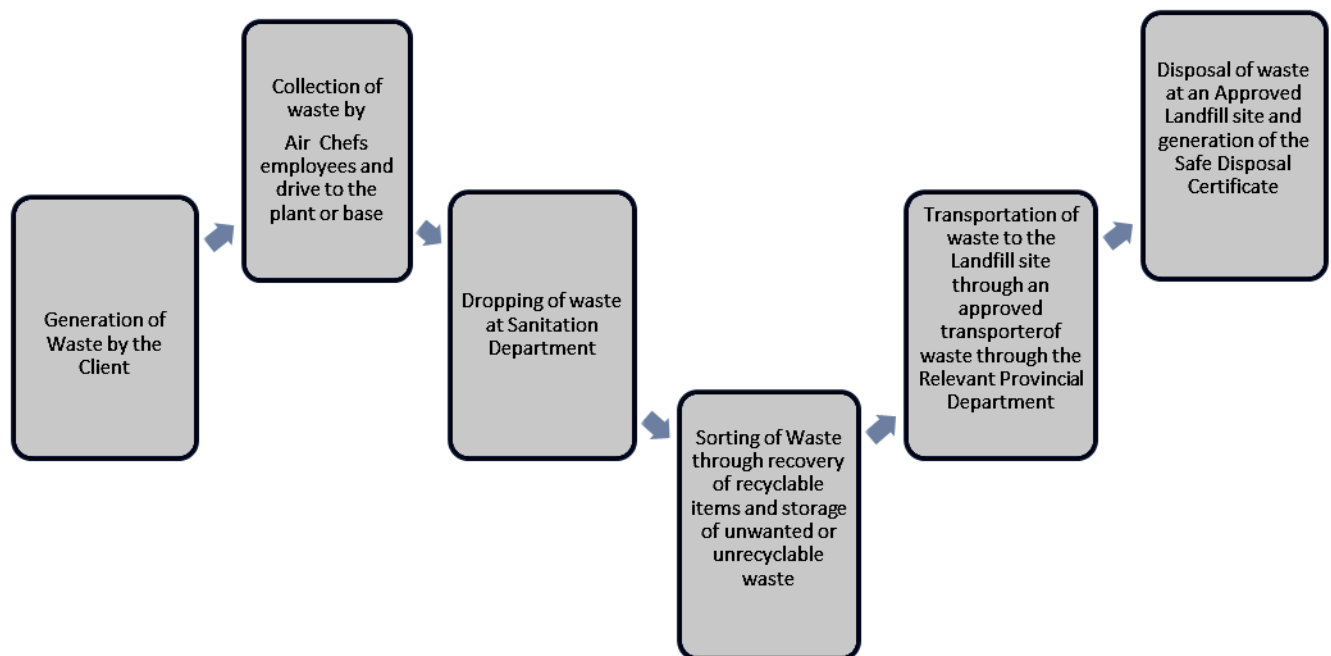 Generation of
Waste by the
Client
Collection of
waste by
Air Chefs
employees and
drive to the
plant or base
Dropping of waste
at Sanitation
Department
Sorting of Waste
through recovery
of recyclable
items and storage
of unwanted or
unrecyclable
waste
Transportation of
waste to the
Landfill site
through an
approved
transporterof
waste through the
Relevant Provincial
Department
Disposal of waste
at an Approved
Landfill site and
generation of the
Safe Disposal
Certificate